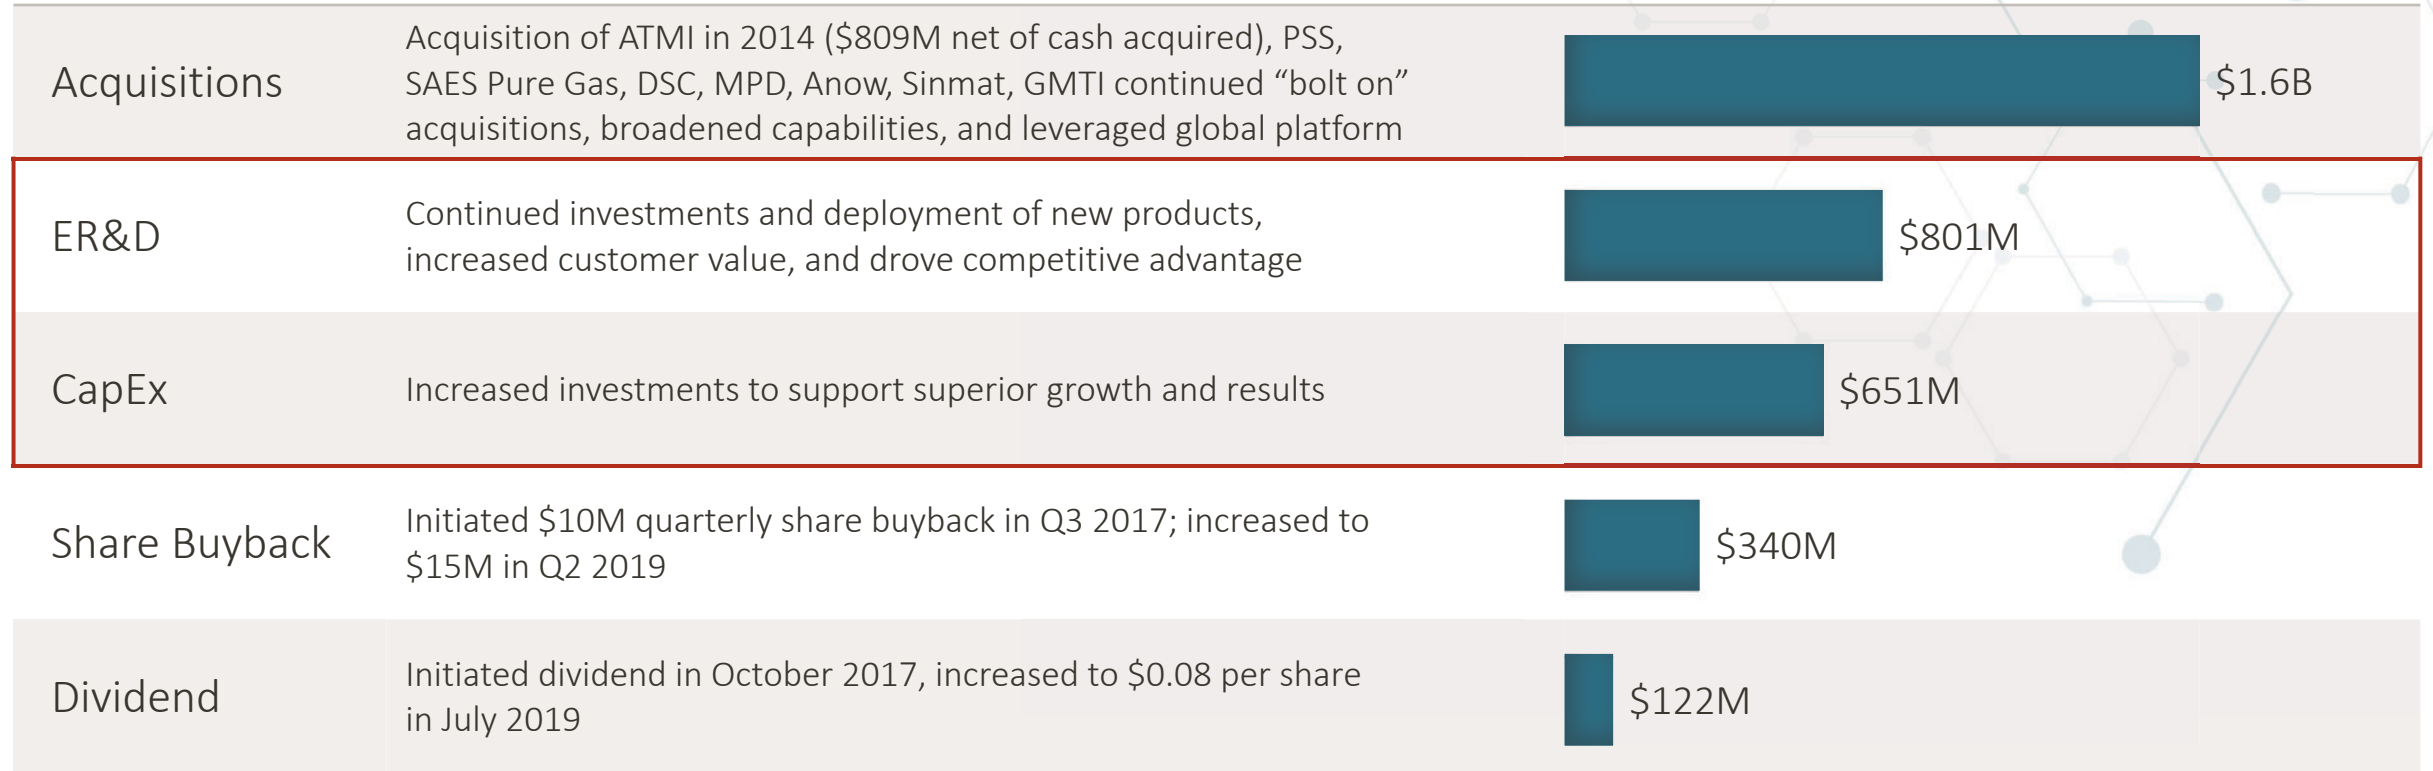 Acquisitions
Acquisition of ATMI in 2014 ($809M net of cash acquired), PSS,
SAES Pure Gas, DSC, MPD, Anow, Sinmat, GMTI continued “bolt on”
acquisitions, broadened capabilities, and leveraged global platform
$1.6B
ER&D
Continued investments and deployment of new products,
increased customer value, and drove competitive advantage
$801M
CapEx
Increased investments to support superior growth and results
$651M
Share Buyback
Initiated $10M quarterly share buyback in Q3 2017; increased to
$15M in Q2 2019
$340M
Dividend
Initiated dividend in October 2017, increased to $0.08 per share
in July 2019
$122M